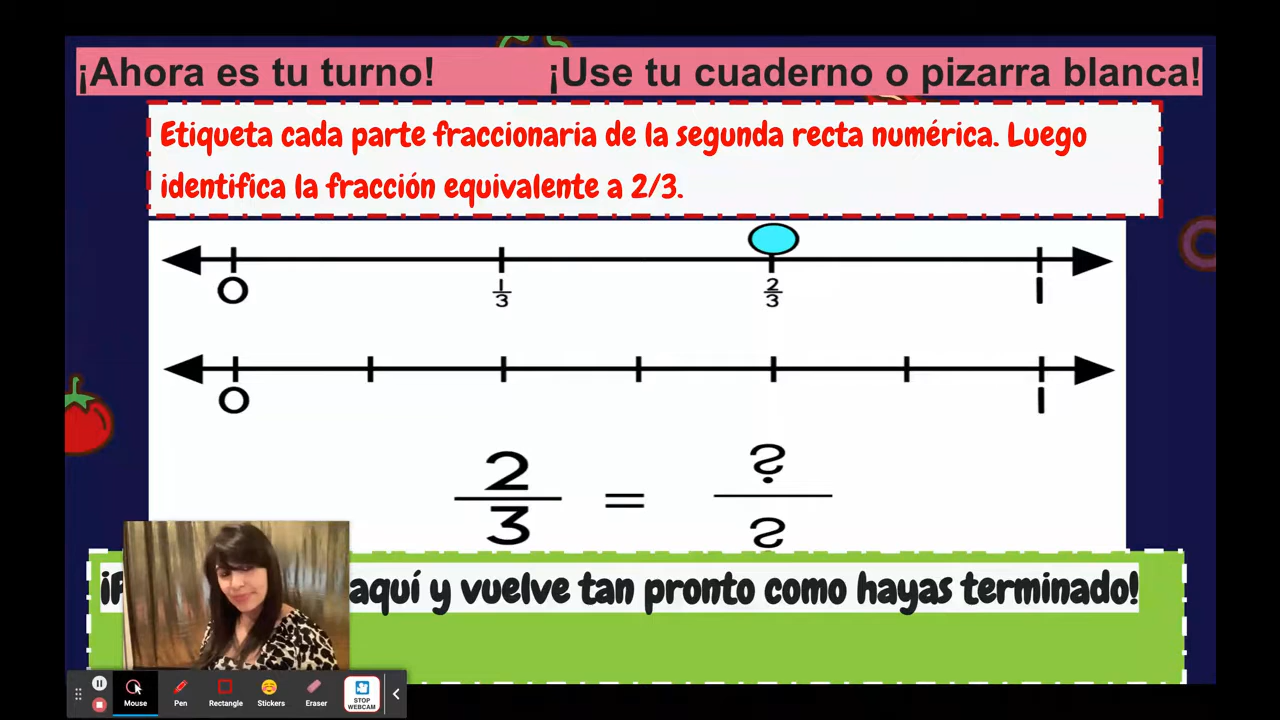 ¡Ahora es tu turno! ¡Use tu cuaderno o pizarra blanca!
Etiqueta cada parte fraccionaria de la segunda recta numérica. Luego
identifica la fracción equivalente a 2/3.
0 1/3 2/3 1
0 1
2/3 = ?/?
aquí y vuelve tan pronto como hayas terminado!
Mouse Pen Rectangle Stickers Eraser STOP WEBCAM